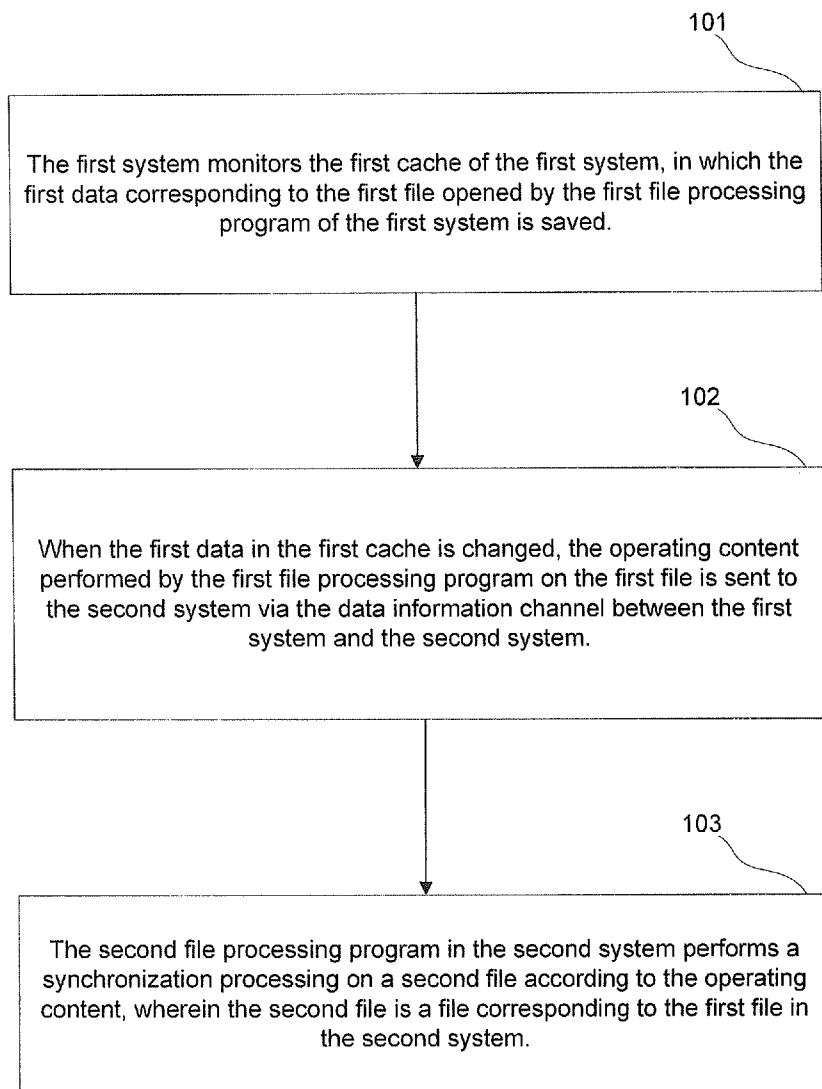 101
The first system monitors the first cache of the first system, in which the
first data corresponding to the first file opened by the first file processing
program of the first system is saved.
102
When the first data in the first cache is changed, the operating content
performed by the first file processing program on the first file is sent to
the second system via the data information channel between the first
system and the second system.
103
The second file processing program in the second system performs a
synchronization processing on a second file according to the operating
content, wherein the second file is a file corresponding to the first file in
the second system.